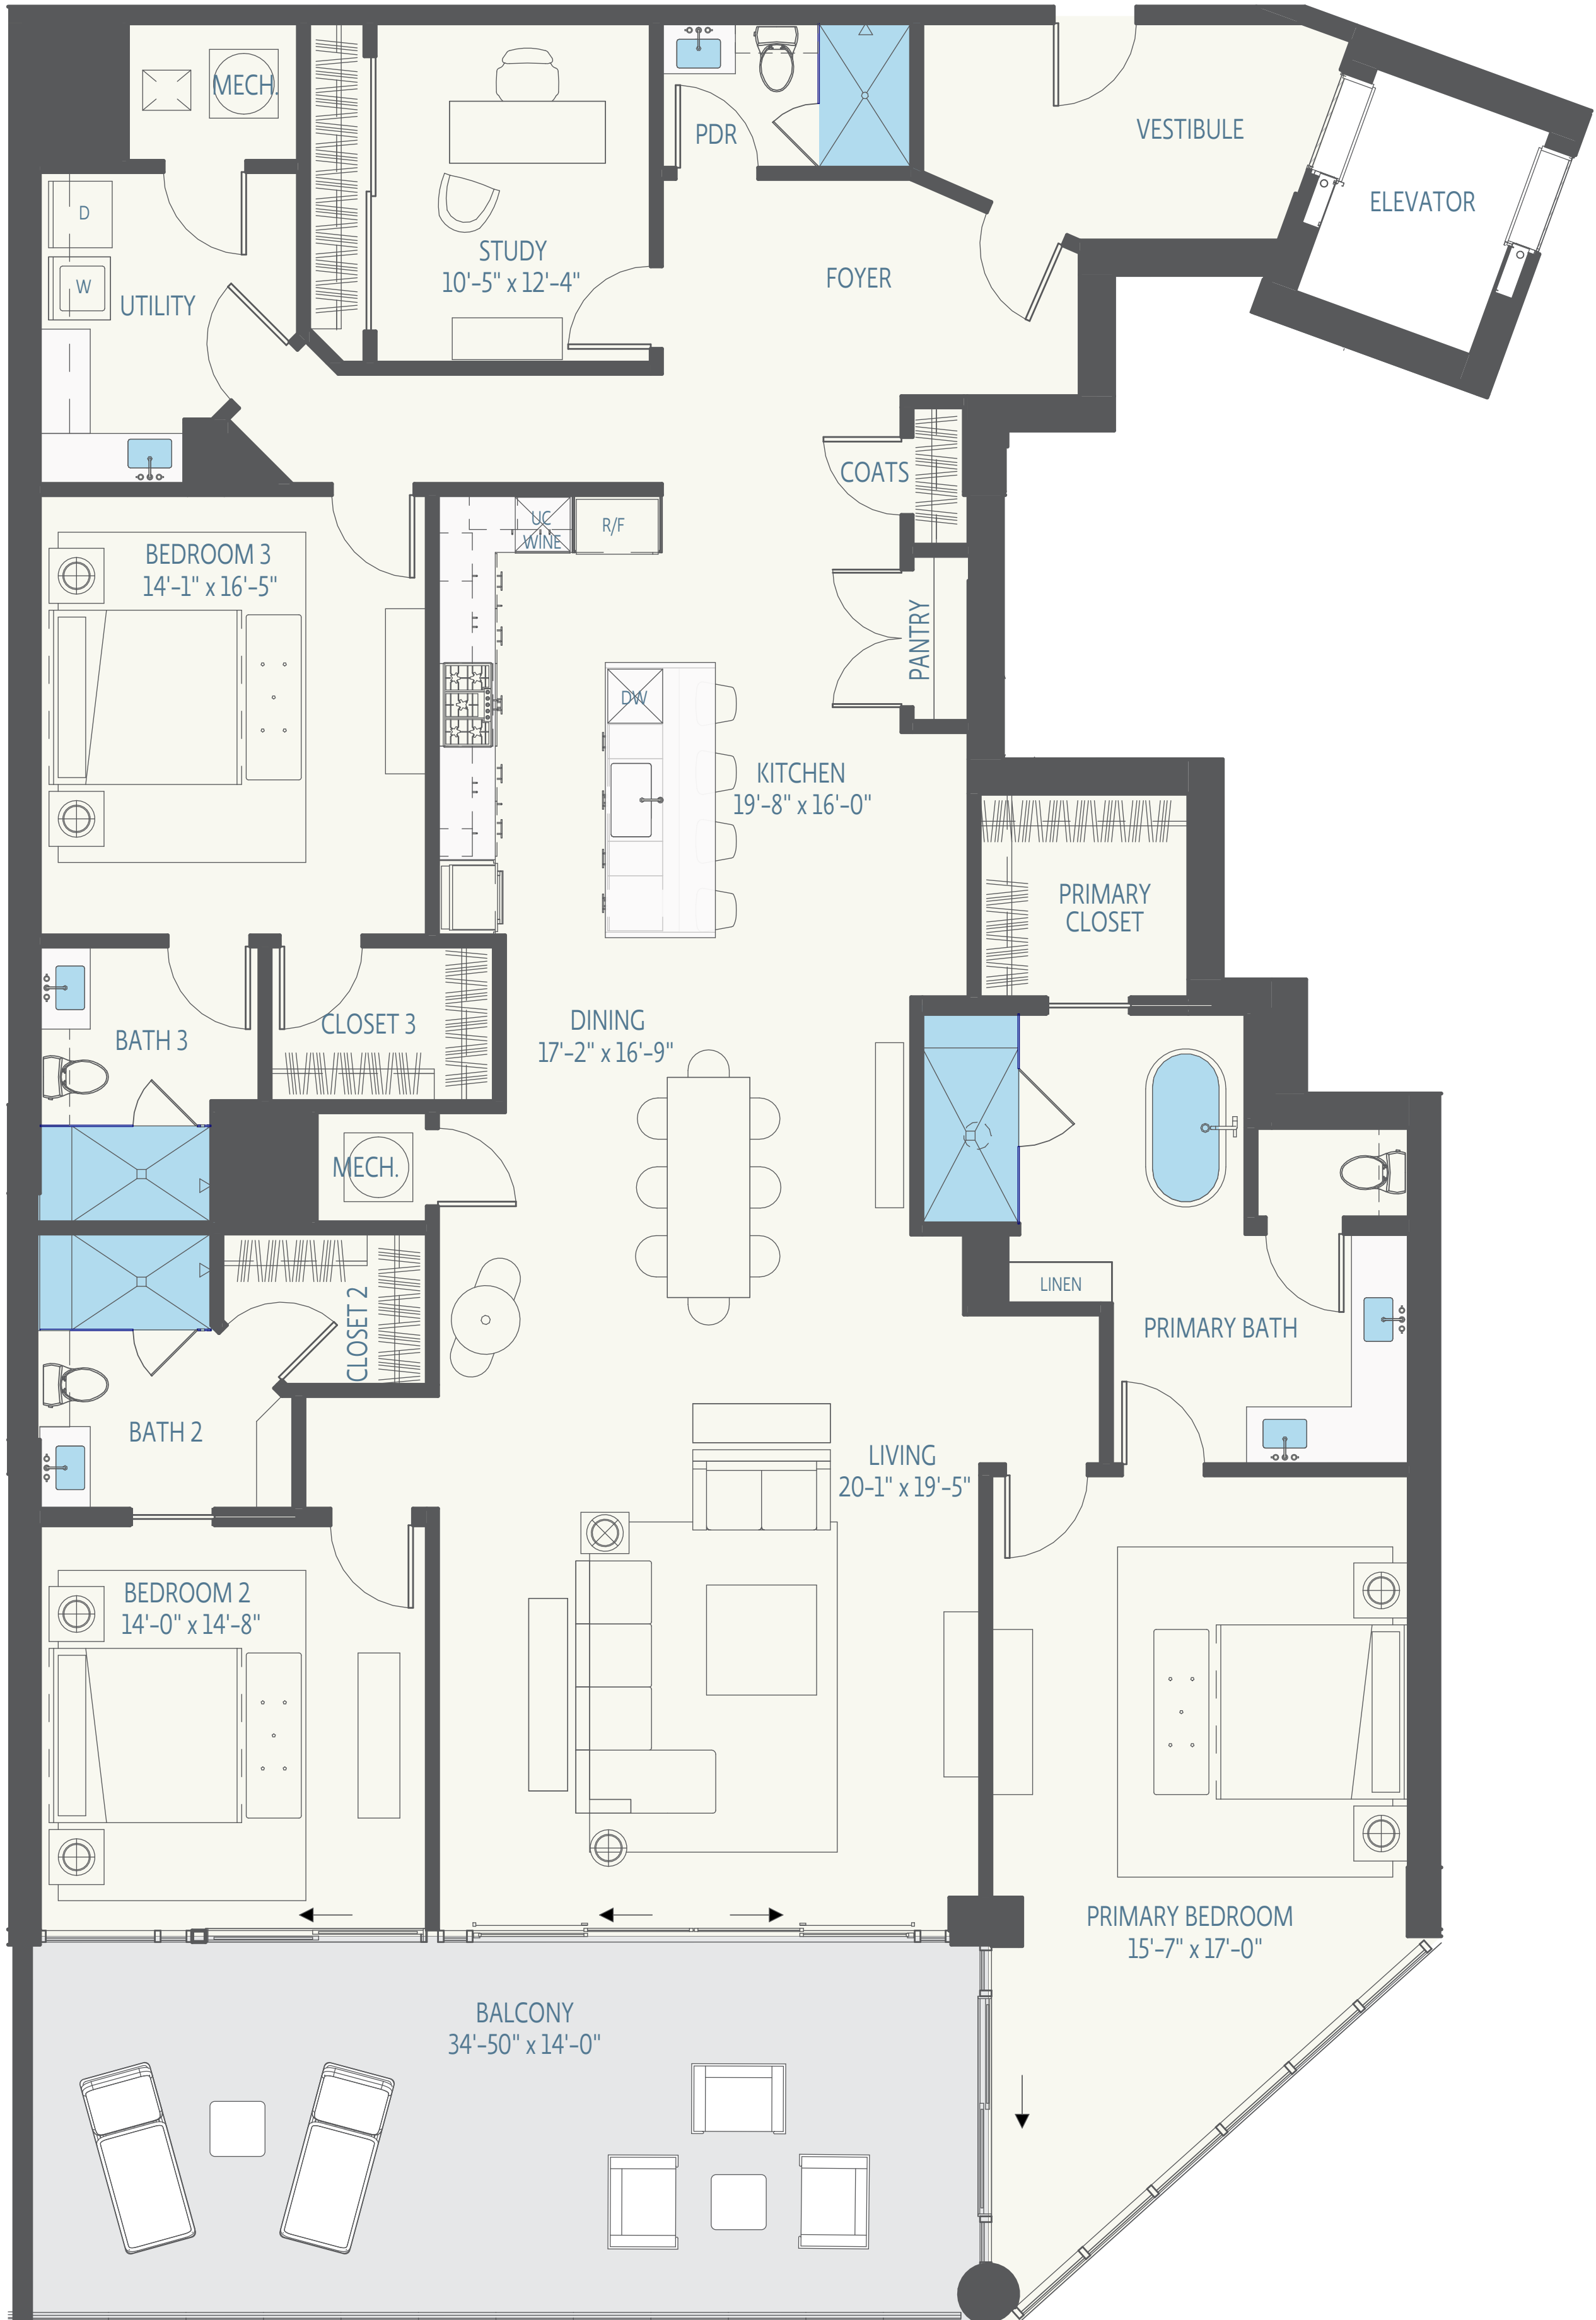 MECH.
PDR
VESTIBULE
ELEVATOR
D
W
UTILITY
STUDY
10'-5" x 12'-4"
FOYER
COATS
UC
WINE
R/F
BEDROOM 3
14'-1" x 16'-5"
PANTRY
DW
KITCHEN
19'-8" x 16'-0"
PRIMARY
CLOSET
BATH 3
CLOSET 3
DINING
17'-2" x 16'-9"
MECH.
LINEN
CLOSET 2
PRIMARY BATH
BATH 2
LIVING
20-1" x 19'-5"
BEDROOM 2
14'-0" x 14'-8"
PRIMARY BEDROOM
15'-7" x 17'-0"
BALCONY
34'-50" x 14'-0"